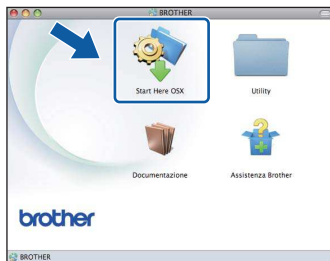 BROTHER
Start Here OSX
Utility
Documentazione
Assistenza Brother
brother
BROTHER